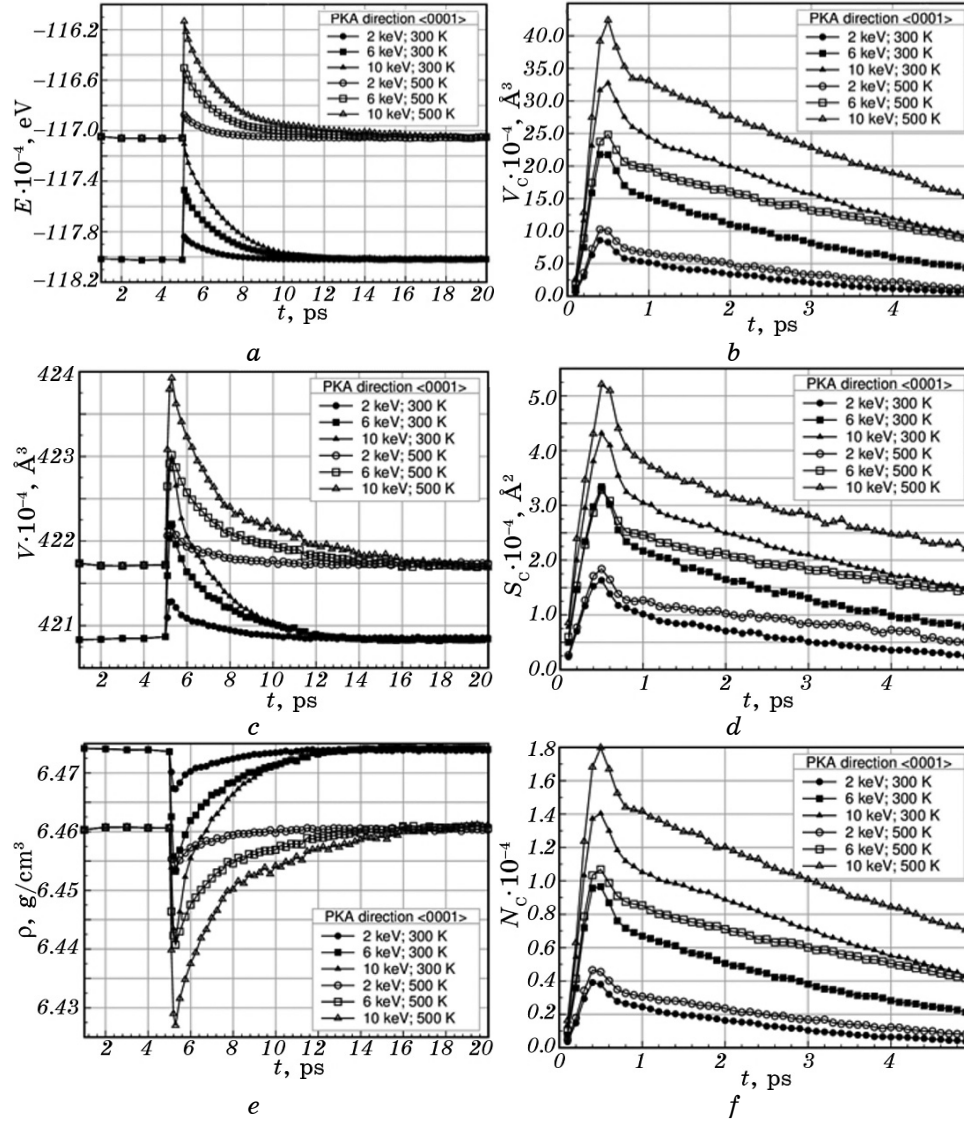 E·10⁻⁴, eV
−116.2
−116.6
−117.0
−117.4
−117.8
−118.2
2 4 6 8 10 12 14 16 18 20
t, ps
PKA direction <0001>
2 keV; 300 K
6 keV; 300 K
10 keV; 300 K
2 keV; 500 K
6 keV; 500 K
10 keV; 500 K
a
V_C·10⁻⁴, Å³
40.0
35.0
30.0
25.0
20.0
15.0
10.0
5.0
0.0
0 1 2 3 4
t, ps
PKA direction <0001>
2 keV; 300 K
6 keV; 300 K
10 keV; 300 K
2 keV; 500 K
6 keV; 500 K
10 keV; 500 K
b
V·10⁻⁴, Å³
424
423
422
421
0 2 4 6 8 10 12 14 16 18 20
t, ps
PKA direction <0001>
2 keV; 300 K
6 keV; 300 K
10 keV; 300 K
2 keV; 500 K
6 keV; 500 K
10 keV; 500 K
c
S_C·10⁻⁴, Å²
5.0
4.0
3.0
2.0
1.0
0.0
0 1 2 3 4
t, ps
PKA direction <0001>
2 keV; 300 K
6 keV; 300 K
10 keV; 300 K
2 keV; 500 K
6 keV; 500 K
10 keV; 500 K
d
ρ, g/cm³
6.47
6.46
6.45
6.44
6.43
2 4 6 8 10 12 14 16 18 20
t, ps
PKA direction <0001>
2 keV; 300 K
6 keV; 300 K
10 keV; 300 K
2 keV; 500 K
6 keV; 500 K
10 keV; 500 K
e
N_C·10⁻⁴
1.8
1.6
1.4
1.2
1.0
0.8
0.6
0.4
0.2
0.0
0 1 2 3 4
t, ps
PKA direction <0001>
2 keV; 300 K
6 keV; 300 K
10 keV; 300 K
2 keV; 500 K
6 keV; 500 K
10 keV; 500 K
f